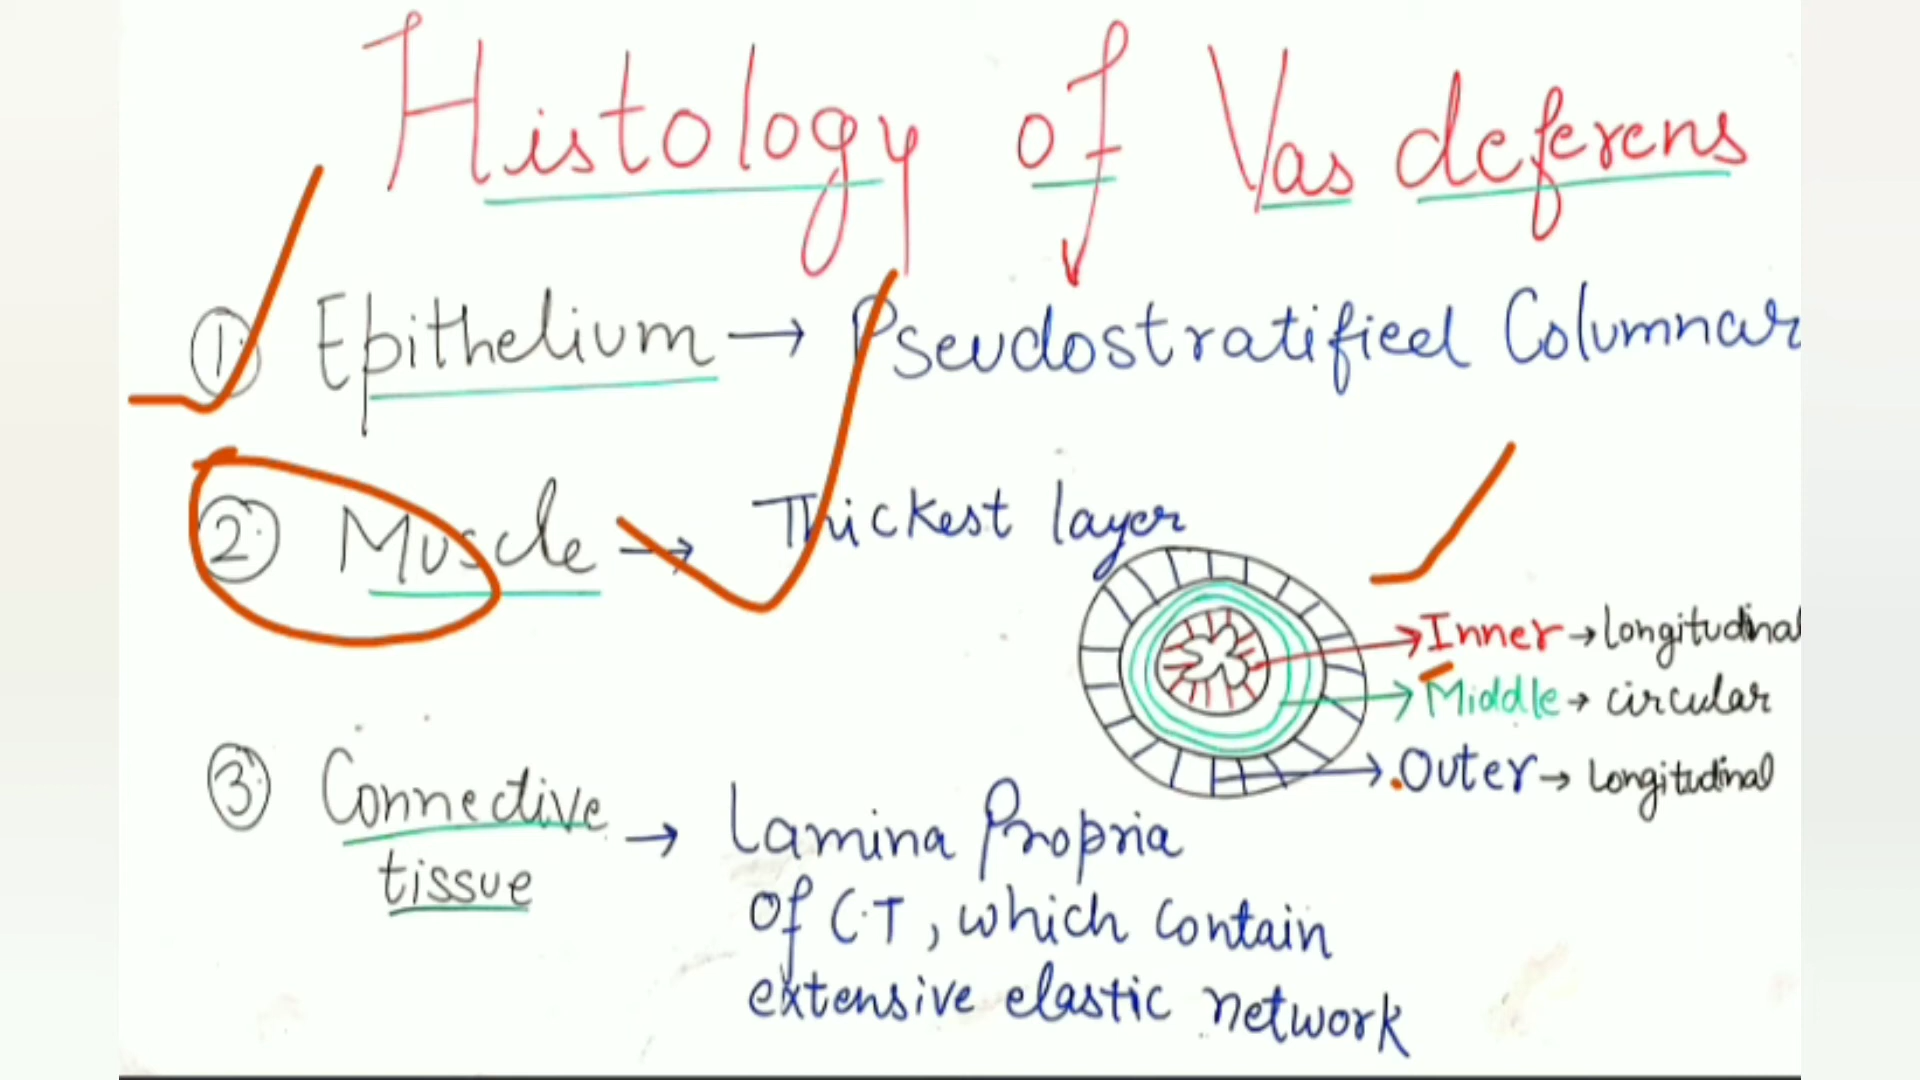 Histology of Vas deferens
① Epithelium → Pseudostratified Columnar
② Muscle → Thickest layer
Inner → longitudinal
Middle → circular
.Outer → Longitudinal
③ Connective tissue → Lamina Propria
Of C.T, which contain
extensive elastic network